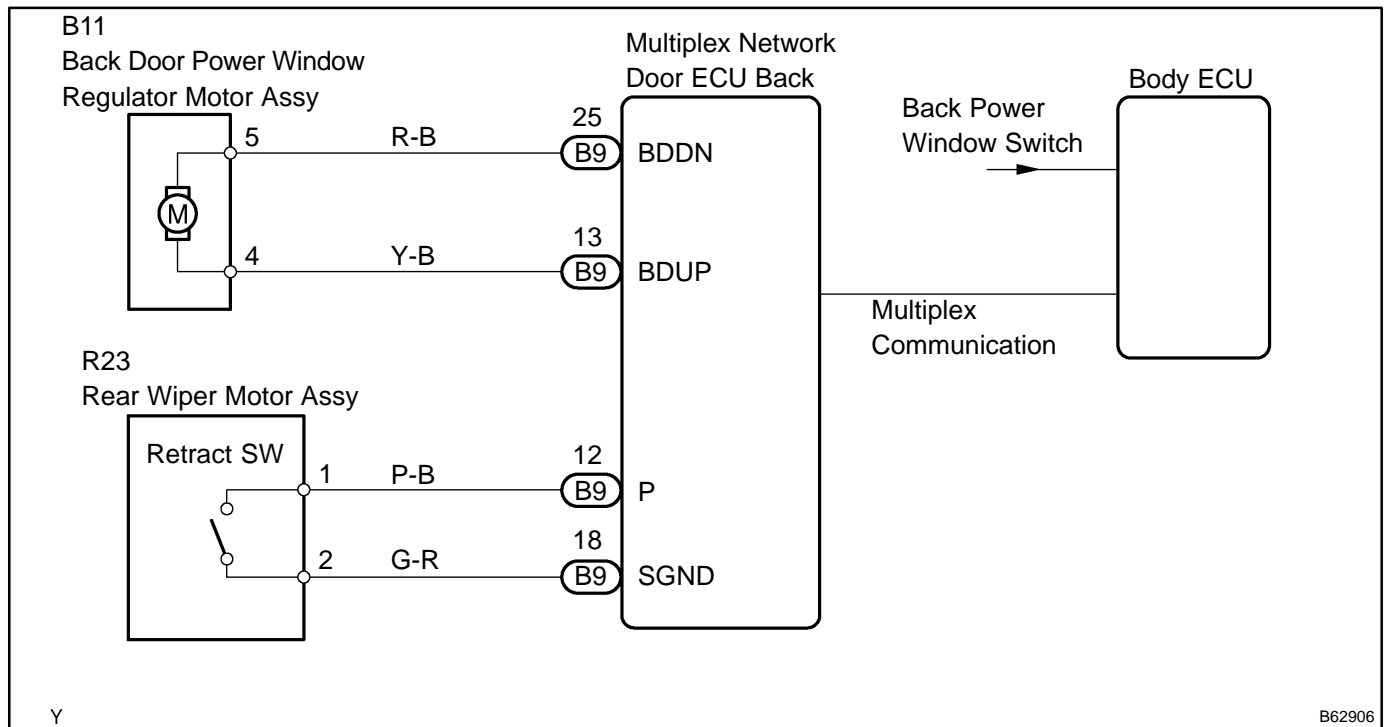 B11
Back Door Power Window
Regulator Motor Assy
M
5
R-B
25
B9
BDDN
4
Y-B
13
B9
BDUP
R23
Rear Wiper Motor Assy
Retract SW
1
P-B
12
B9
P
2
G-R
18
B9
SGND
Multiplex Network
Door ECU Back
Back Power
Window Switch
Body ECU
Multiplex
Communication
Y
B62906